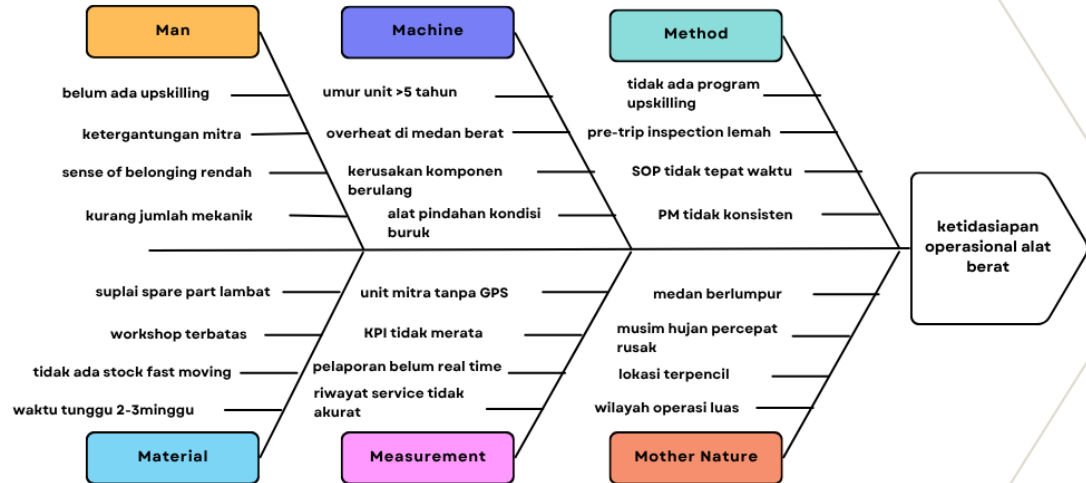 Man
Machine
Method
belum ada upskilling
ketergantungan mitra
sense of belonging rendah
kurang jumlah mekanik
umur unit >5 tahun
overheat di medan berat
kerusakan komponen
berulang
alat pindahan kondisi
buruk
tidak ada program
upskilling
pre-trip inspection lemah
SOP tidak tepat waktu
PM tidak konsisten
ketidasiapan
operasional alat
berat
suplai spare part lambat
workshop terbatas
tidak ada stock fast moving
waktu tunggu 2-3minggu
unit mitra tanpa GPS
KPI tidak merata
pelaporan belum real time
riwayat service tidak
akurat
medan berlumpur
musim hujan percepat
rusak
lokasi terpencil
wilayah operasi luas
Material
Measurement
Mother Nature